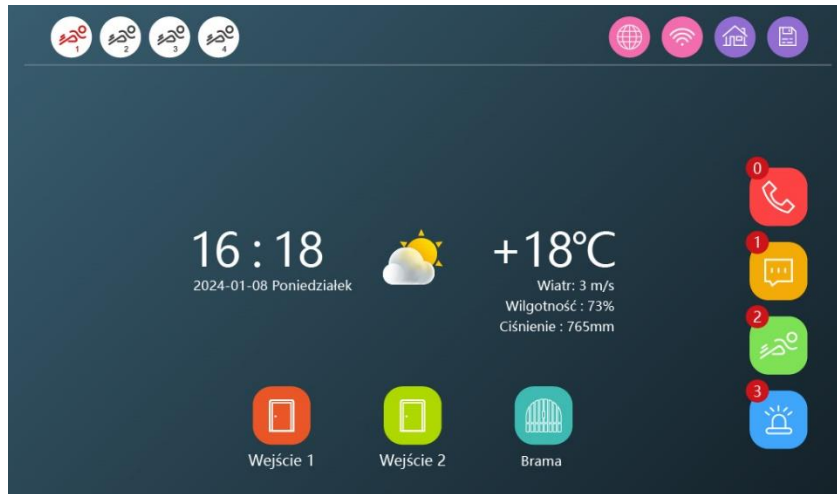 1
2
3
4
0
1
2
3
16 : 18
2024-01-08 Poniedziałek
+18°C
Wiatr: 3 m/s
Wilgotność : 73%
Ciśnienie : 765mm
Wejście 1
Wejście 2
Brama